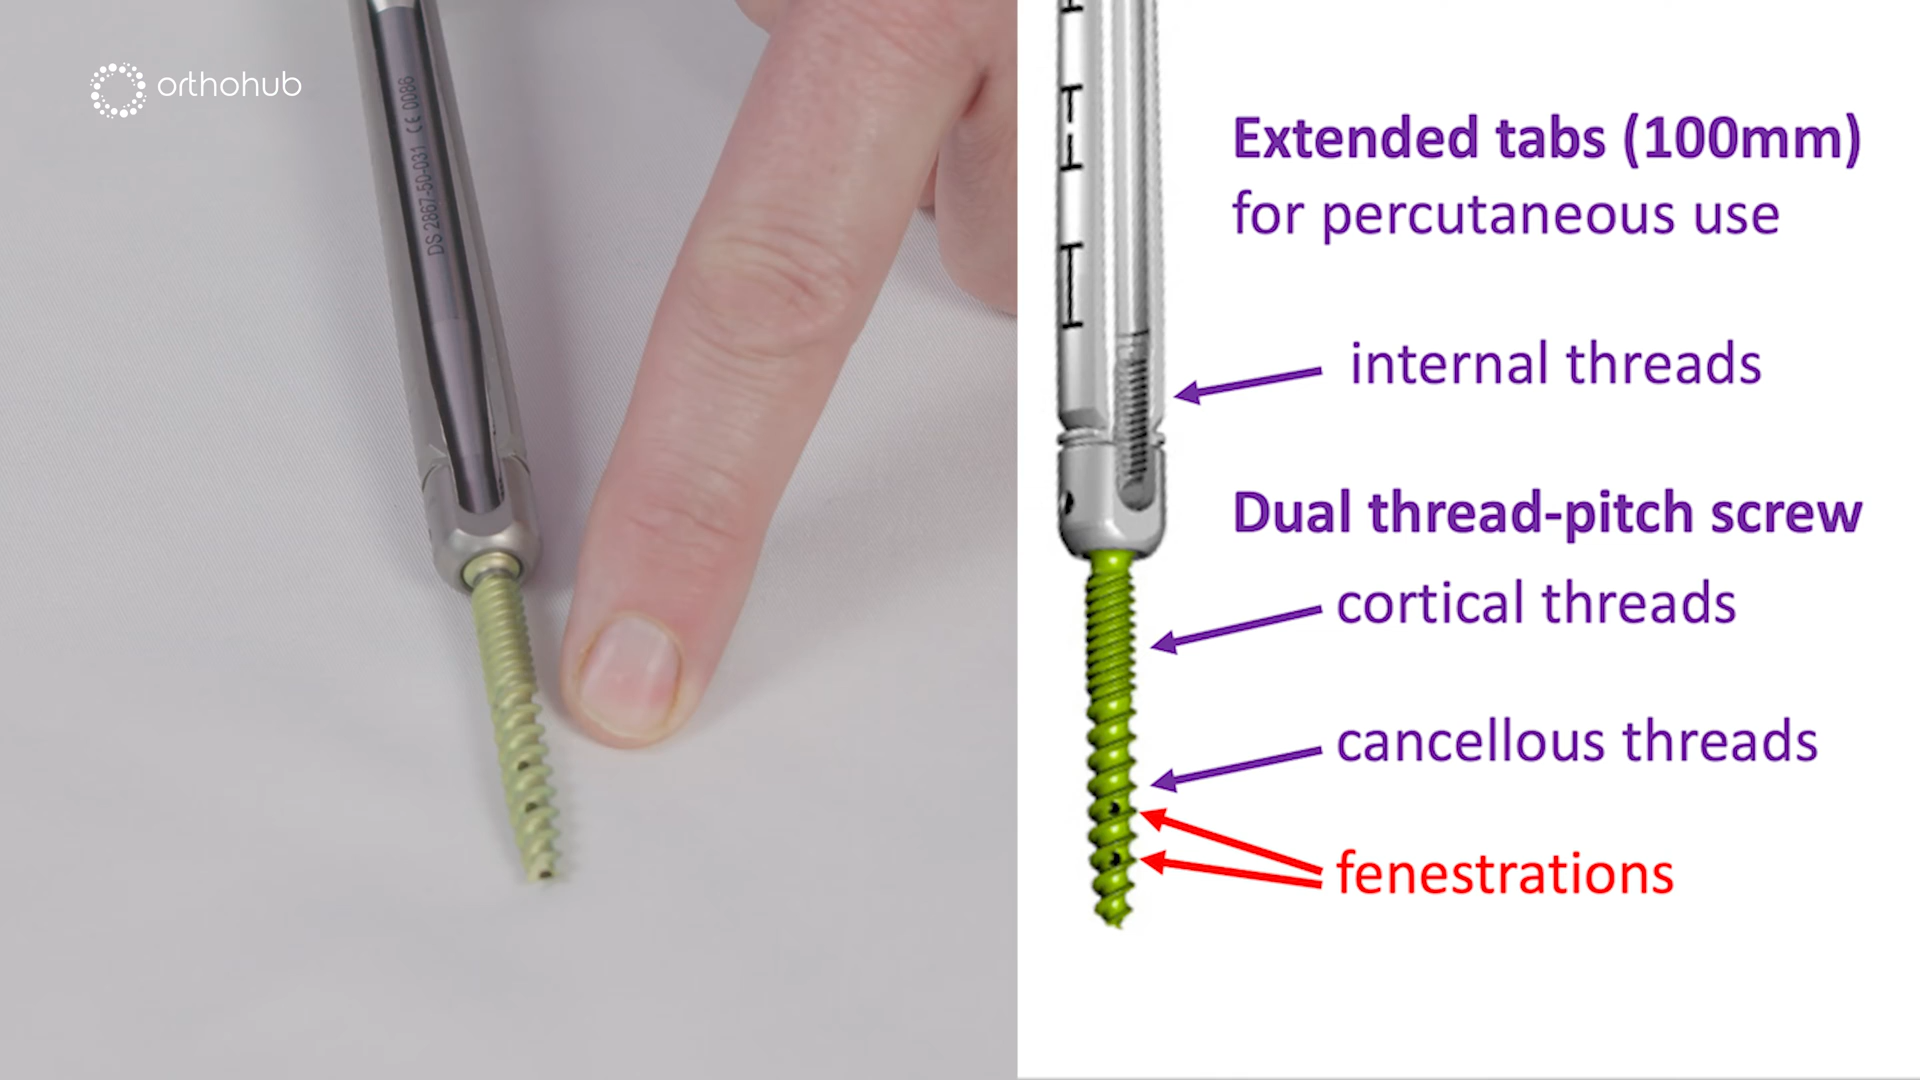 orthohub
DS 2867-50-031 CE 0086
Extended tabs (100mm)
for percutaneous use
internal threads
Dual thread-pitch screw
cortical threads
cancellous threads
fenestrations